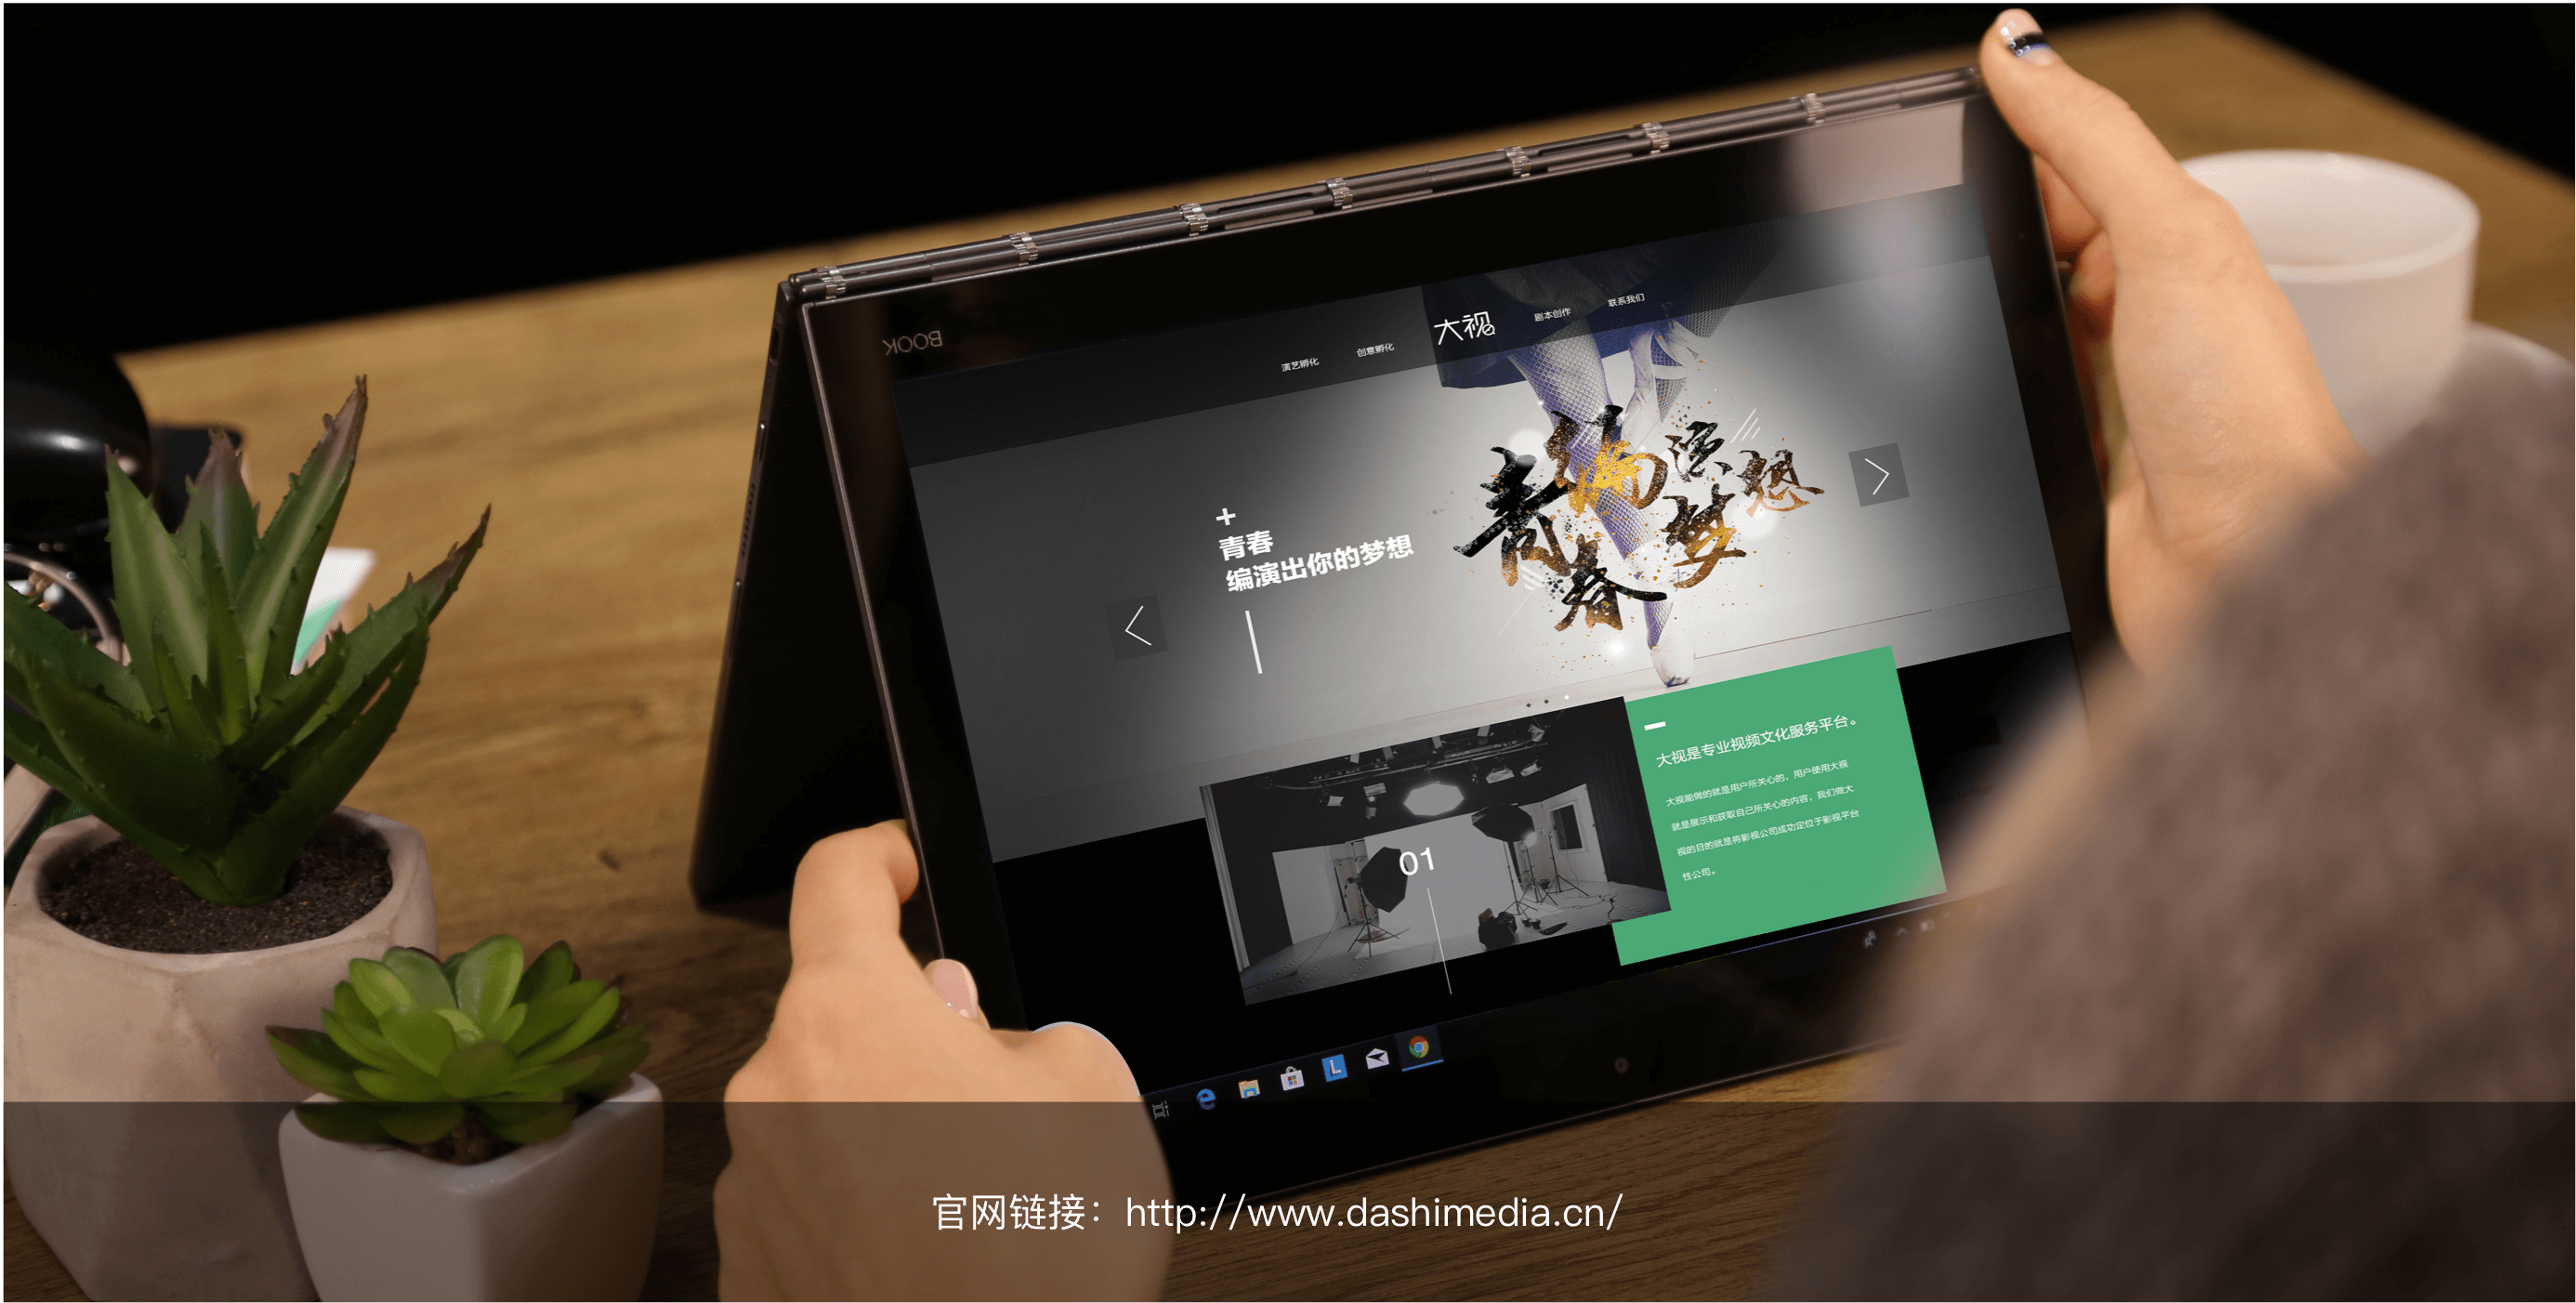 BOOK
演艺孵化
创意孵化
大视
剧本创作
联系我们
青春
编演梦想
+
青春
编演出你的梦想
大视是专业视频文化服务平台。
大视能做的就是用户所关心的，用户使用大视
就是展示和获取自己所关心的内容，我们做大
视的目的就是将影视公司成功定位于影视平台
性公司。
01
官网链接：http://www.dashimedia.cn/